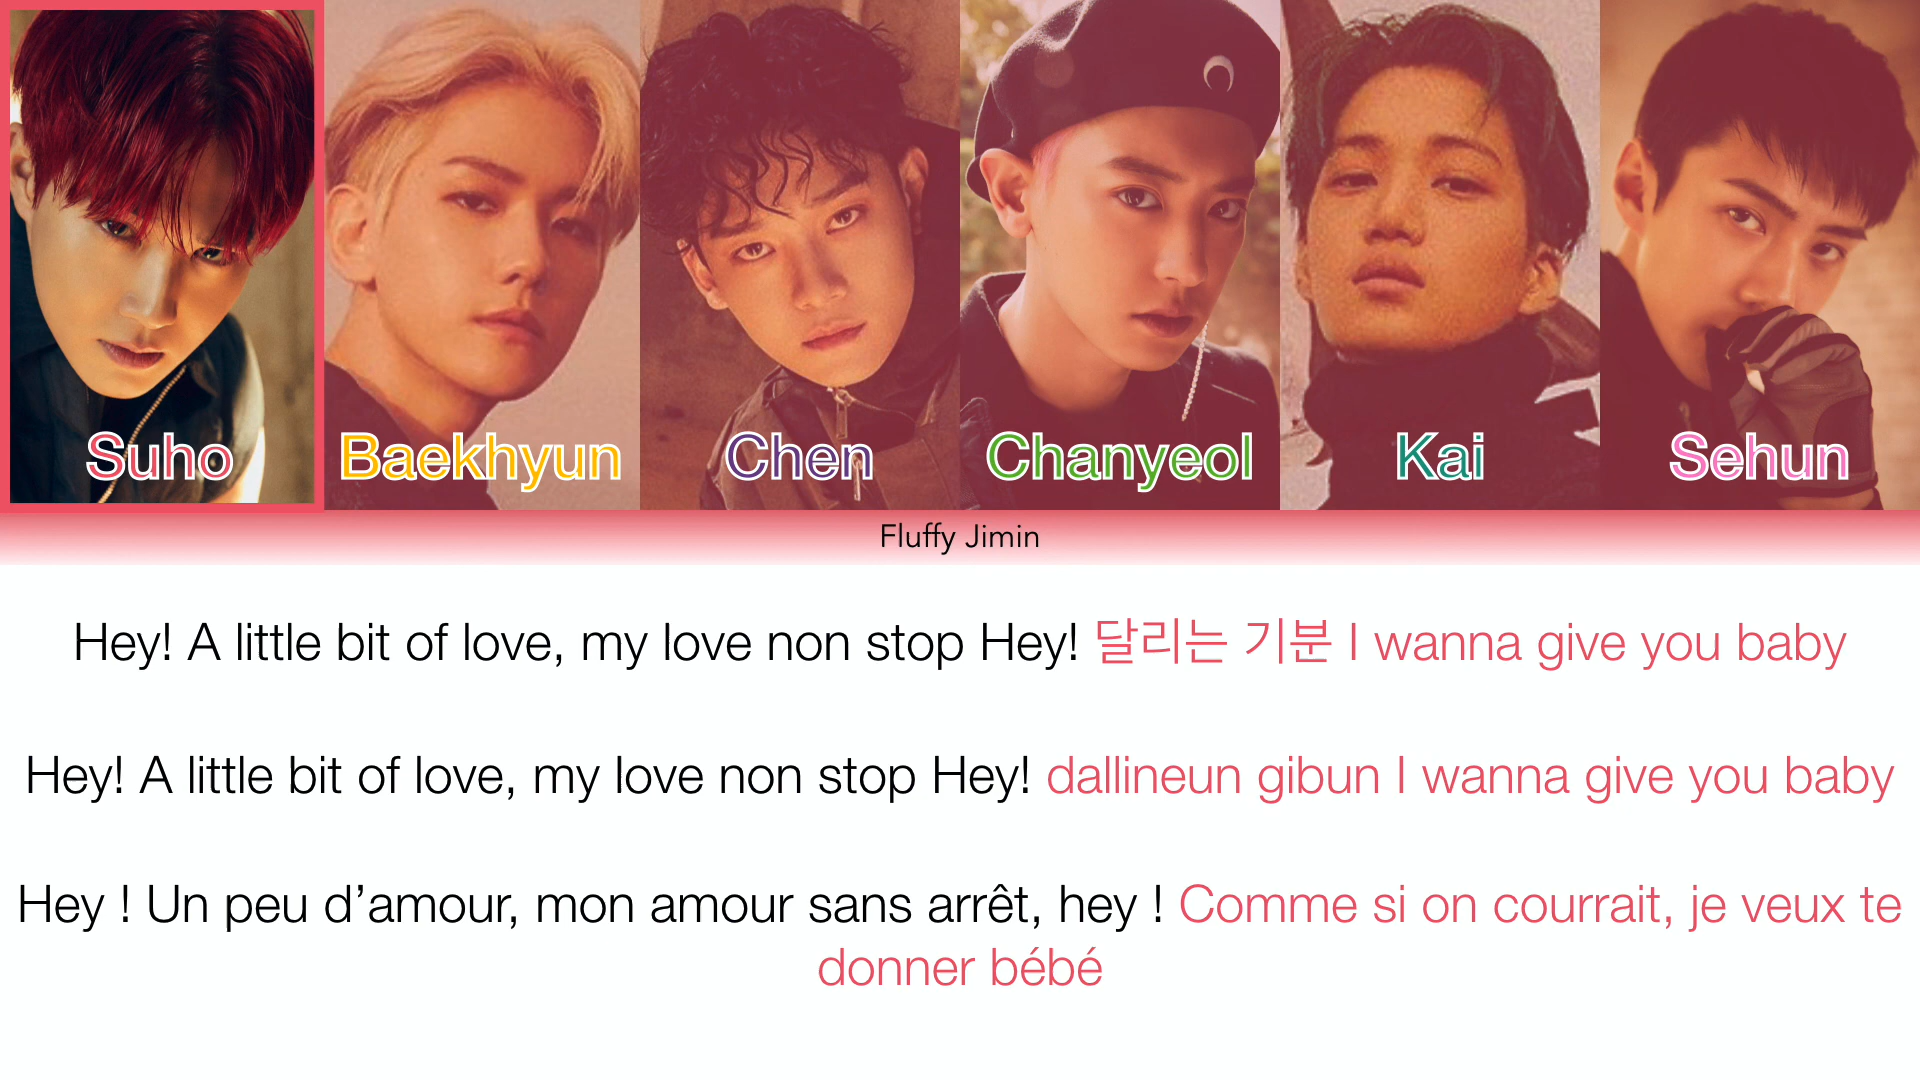 Suho Baekhyun Chen Chanyeol Kai Sehun
Fluffy Jimin
Hey! A little bit of love, my love non stop Hey! 달리는 기분 I wanna give you baby
Hey! A little bit of love, my love non stop Hey! dallineun gibun I wanna give you baby
Hey ! Un peu d’amour, mon amour sans arrêt, hey ! Comme si on courrait, je veux te
donner bébé